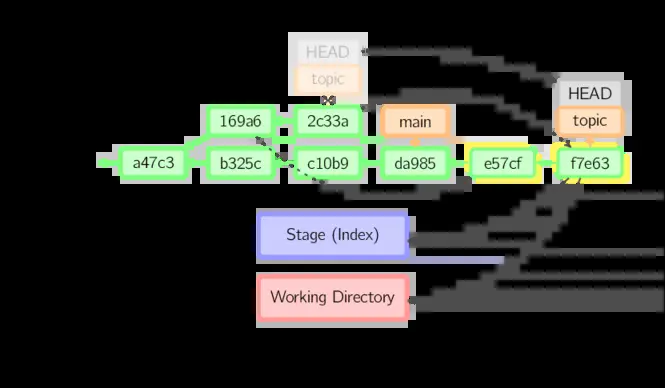 HEAD
topic
HEAD
topic
169a6
2c33a
main
a47c3
b325c
c10b9
da985
e57cf
f7e63
Stage (Index)
Working Directory